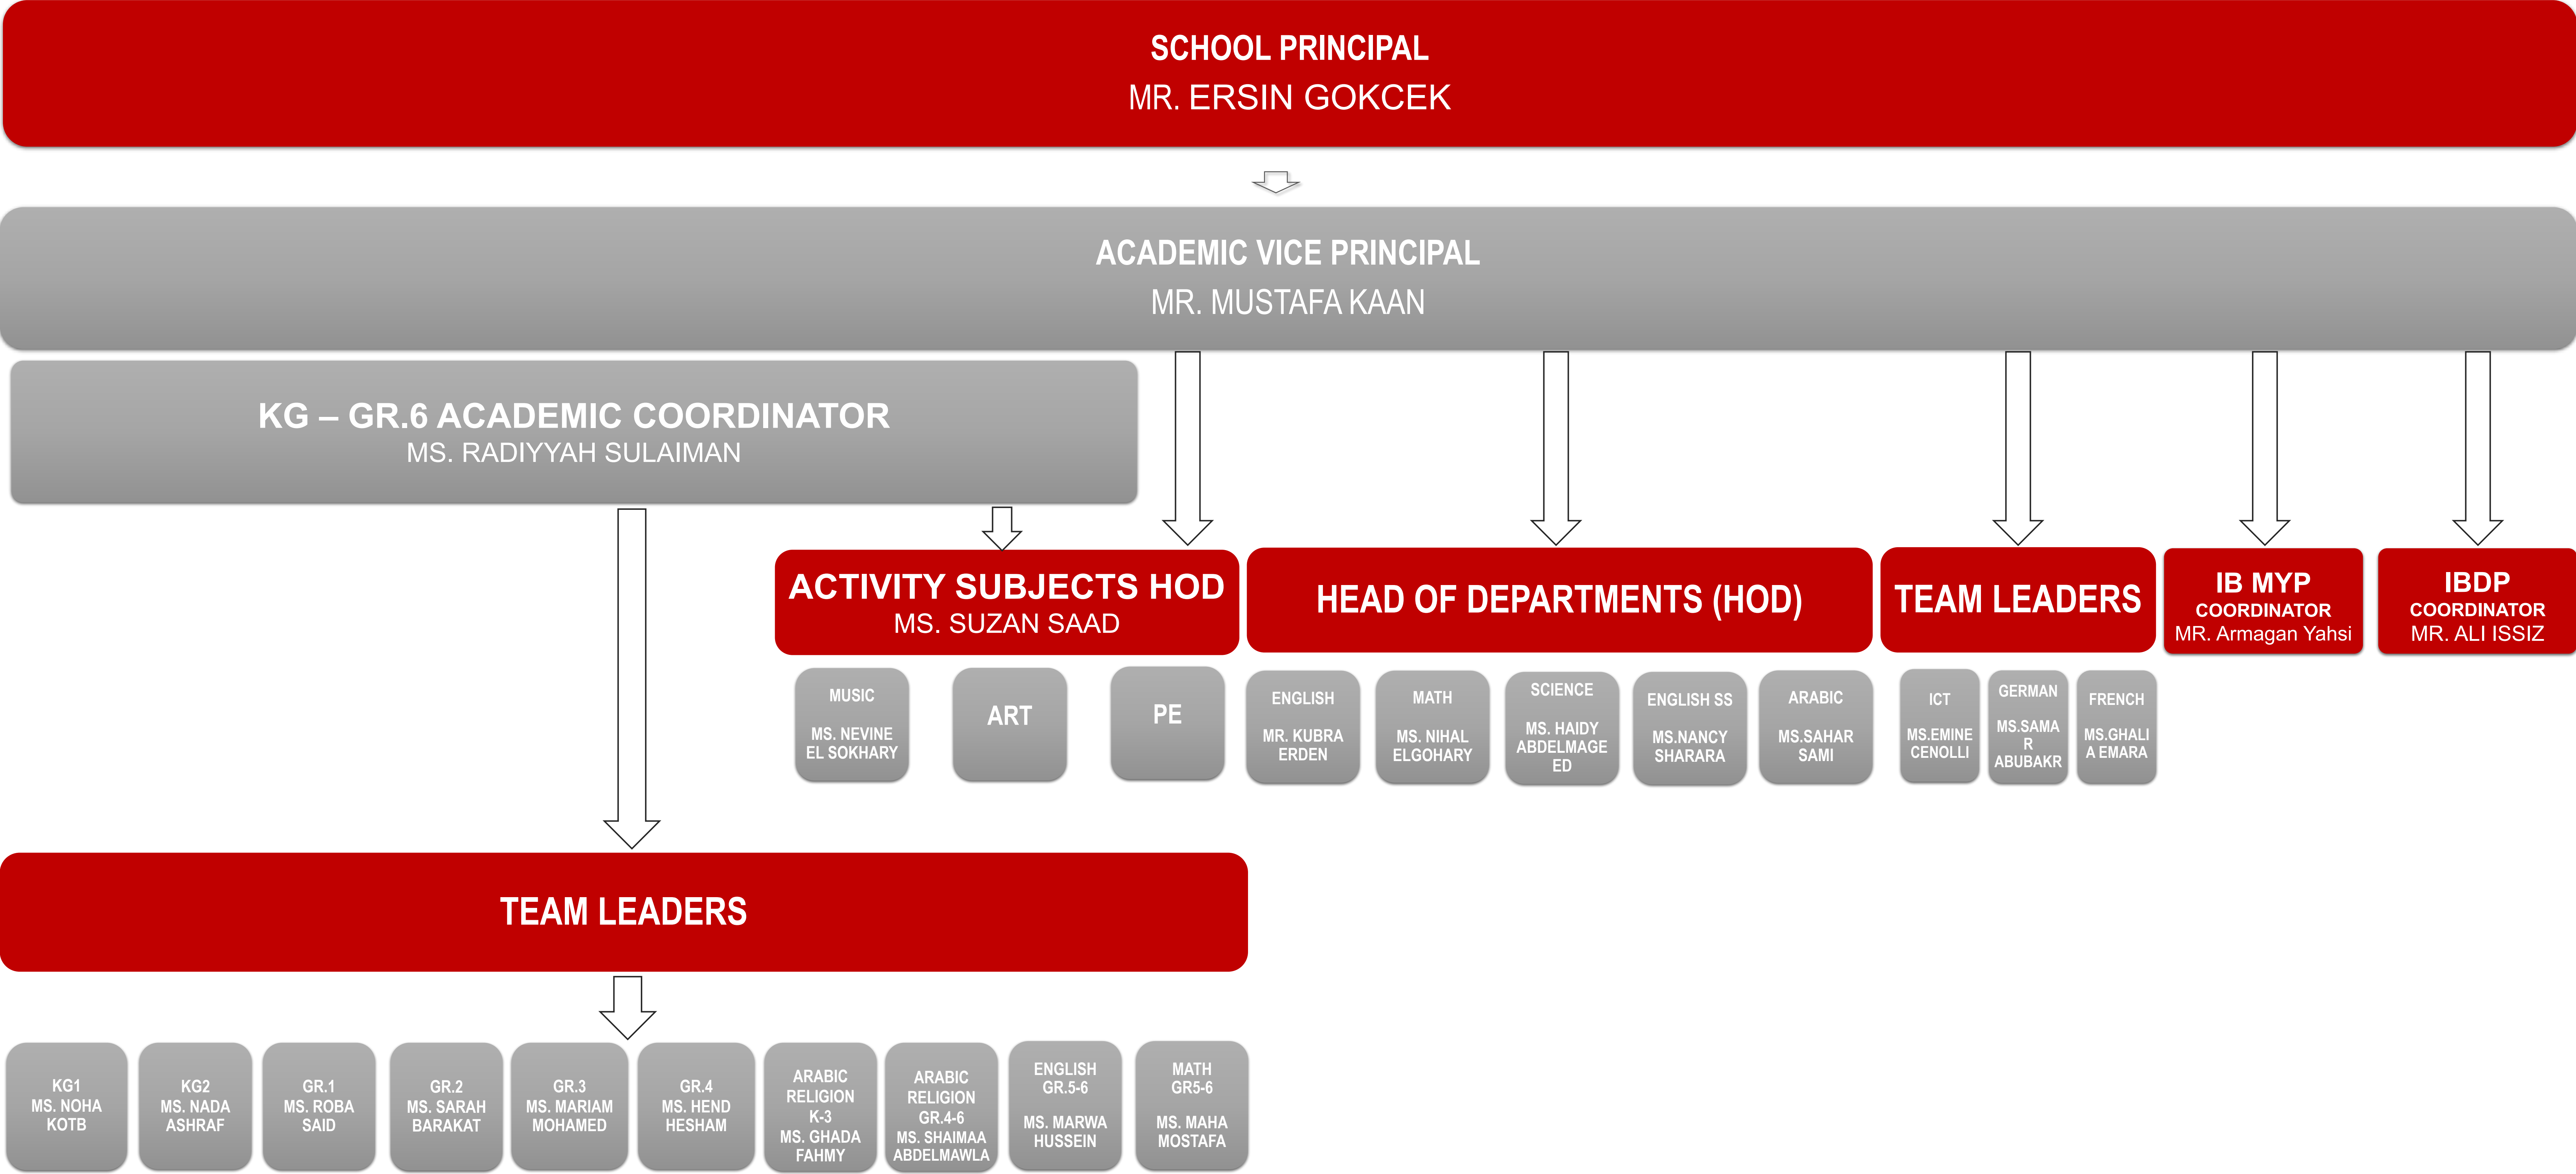 SCHOOL PRINCIPAL
MR. ERSIN GOKCEK
ACADEMIC VICE PRINCIPAL
MR. MUSTAFA KAAN
KG – GR.6 ACADEMIC COORDINATOR
MS. RADIYYAH SULAIMAN
ACTIVITY SUBJECTS HOD
MS. SUZAN SAAD
HEAD OF DEPARTMENTS (HOD)
TEAM LEADERS
IB MYP
COORDINATOR
MR. Armagan Yahsi
IBDP
COORDINATOR
MR. ALI ISSIZ
MUSIC
MS. NEVINE
EL SOKHARY
ART
PE
ENGLISH
MR. KUBRA
ERDEN
MATH
MS. NIHAL
ELGOHARY
SCIENCE
MS. HAIDY
ABDELMAGE
ED
ENGLISH SS
MS.NANCY
SHARARA
ARABIC
MS.SAHAR
SAMI
ICT
MS.EMINE
CENOLLI
GERMAN
MS.SAMA
R
ABUBAKR
FRENCH
MS.GHALI
A EMARA
TEAM LEADERS
KG1
MS. NOHA
KOTB
KG2
MS. NADA
ASHRAF
GR.1
MS. ROBA
SAID
GR.2
MS. SARAH
BARAKAT
GR.3
MS. MARIAM
MOHAMED
GR.4
MS. HEND
HESHAM
ARABIC
RELIGION
K-3
MS. GHADA
FAHMY
ARABIC
RELIGION
GR.4-6
MS. SHAIMAA
ABDELMAWLA
ENGLISH
GR.5-6
MS. MARWA
HUSSEIN
MATH
GR5-6
MS. MAHA
MOSTAFA